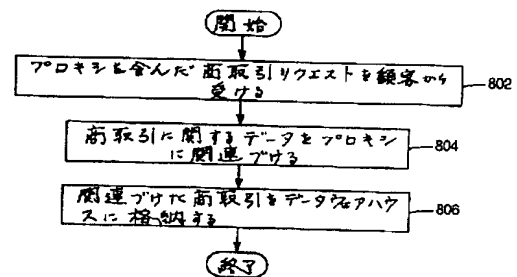 開始
プロキシを含んだ商取引リクエストを顧客から
受ける
802
商取引に関するデータをプロキシ
に関連づける
804
関連づけた商取引をデータウェアハウ
スに格納する
806
終了